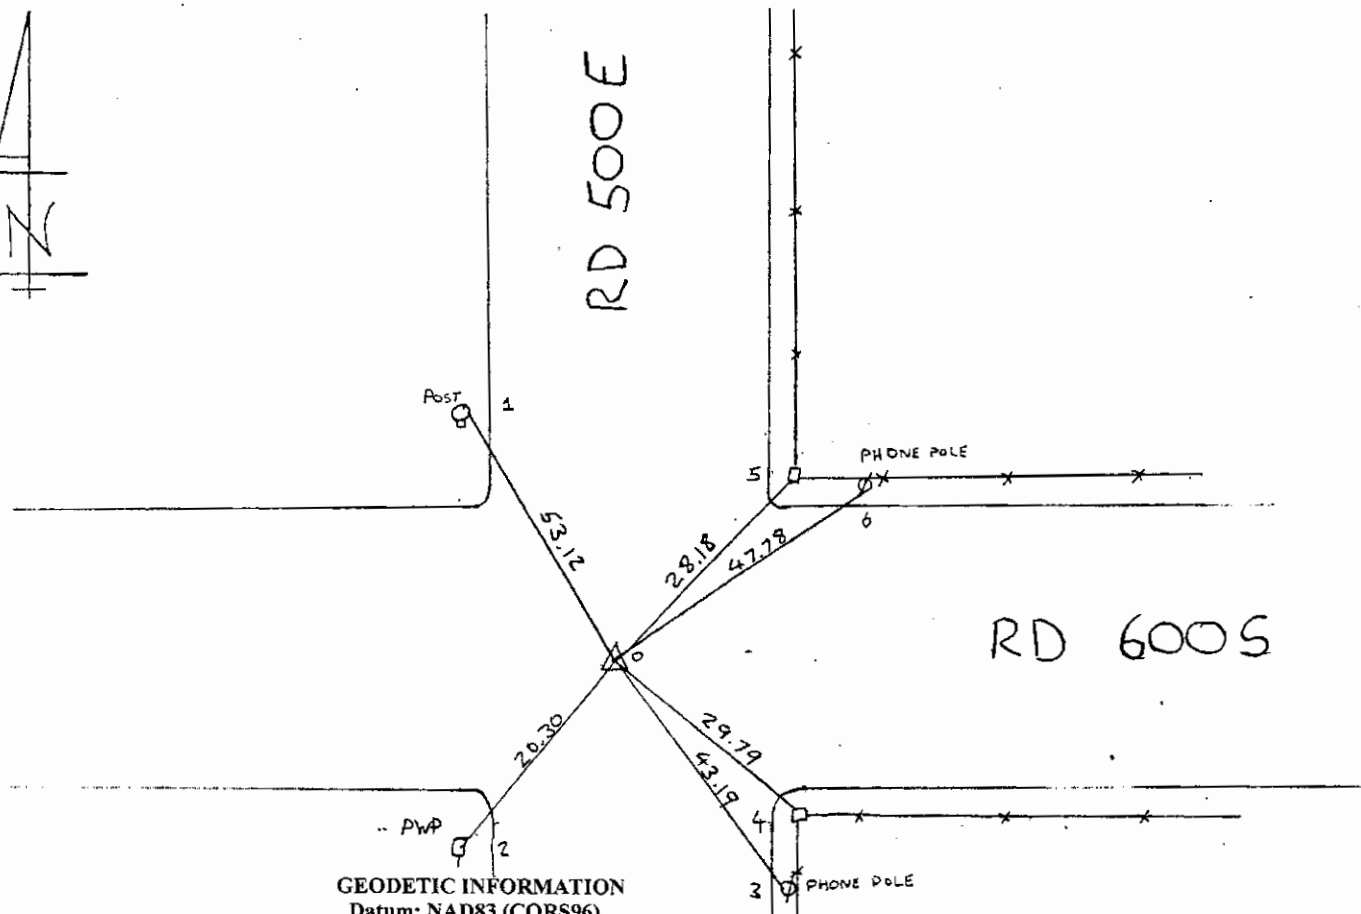 RD 500E
N
POST
1
PHONE POLE
5
6
53.12
28.18
47.78
0
RD 600S
20.30
29.79
43.19
PWP
2
4
3
PHONE POLE
GEODETIC INFORMATION
Datum: NAD83 (CORS96)